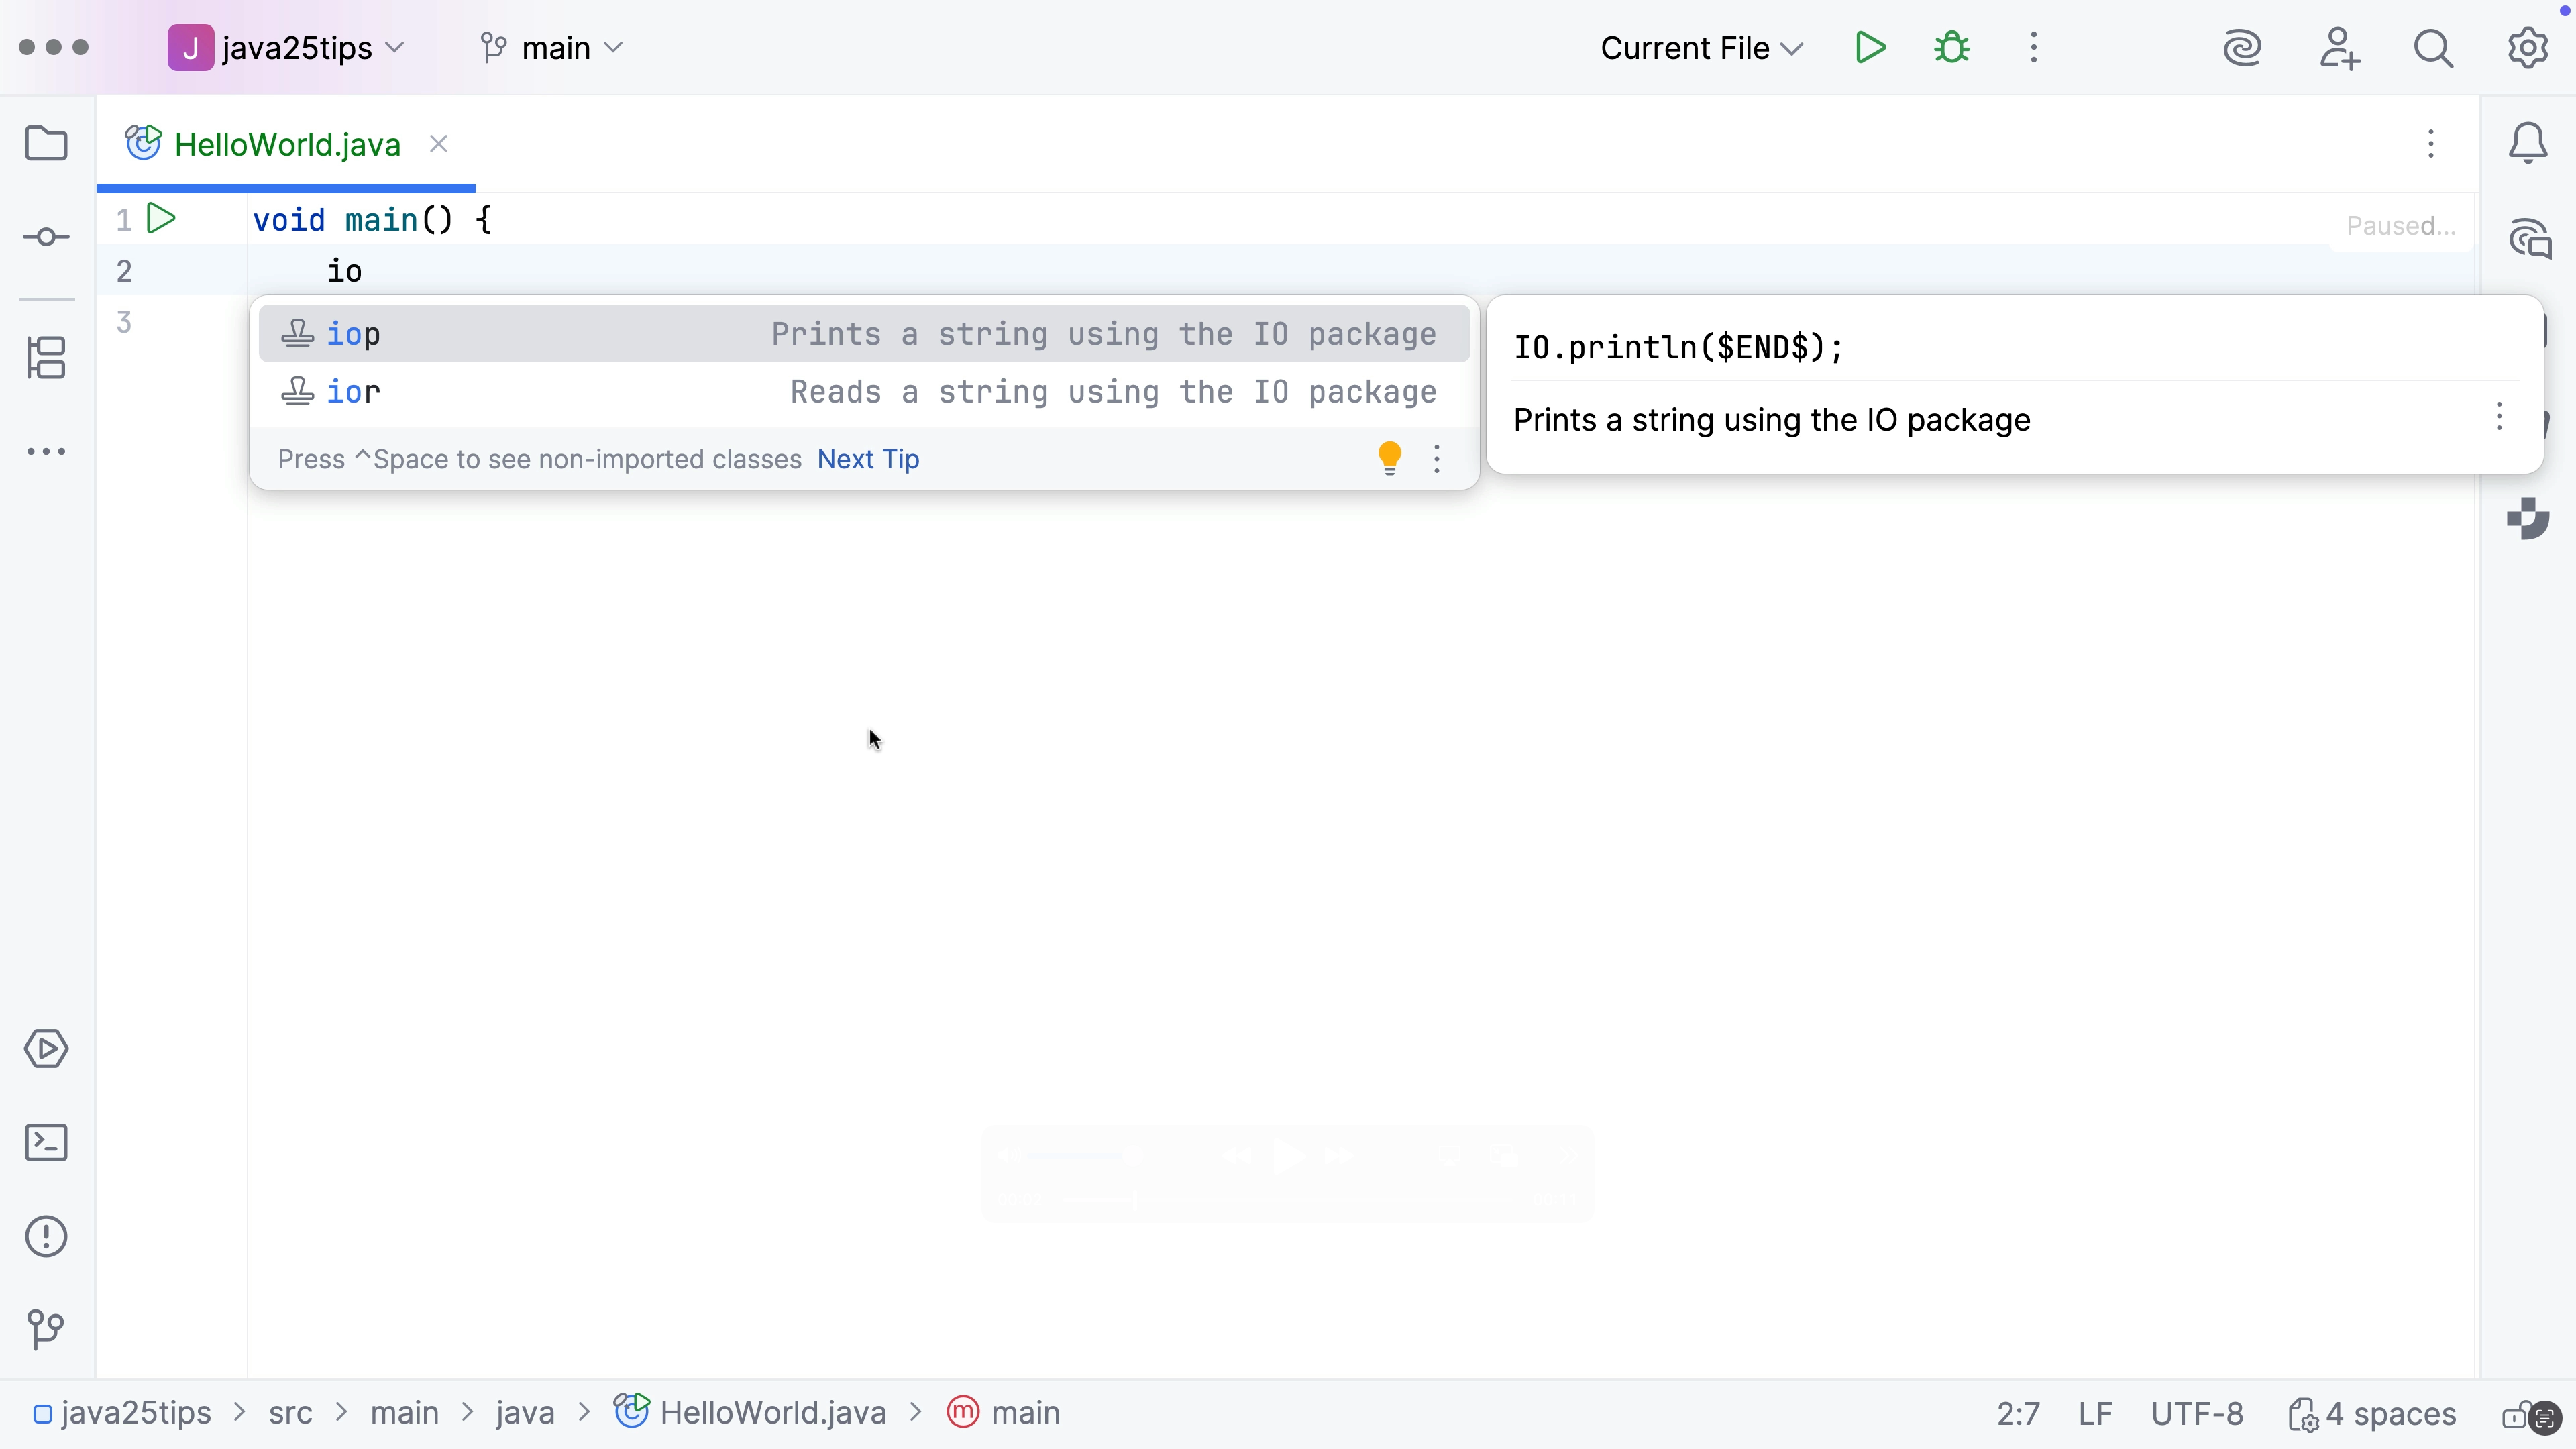 J java25tips main Current File
HelloWorld.java
1 void main() { Paused...
2 io
3
iop Prints a string using the IO package
ior Reads a string using the IO package
Press ^Space to see non-imported classes Next Tip
IO.println($END$);
Prints a string using the IO package
java25tips > src > main > java > HelloWorld.java > m main 2:7 LF UTF-8 4 spaces